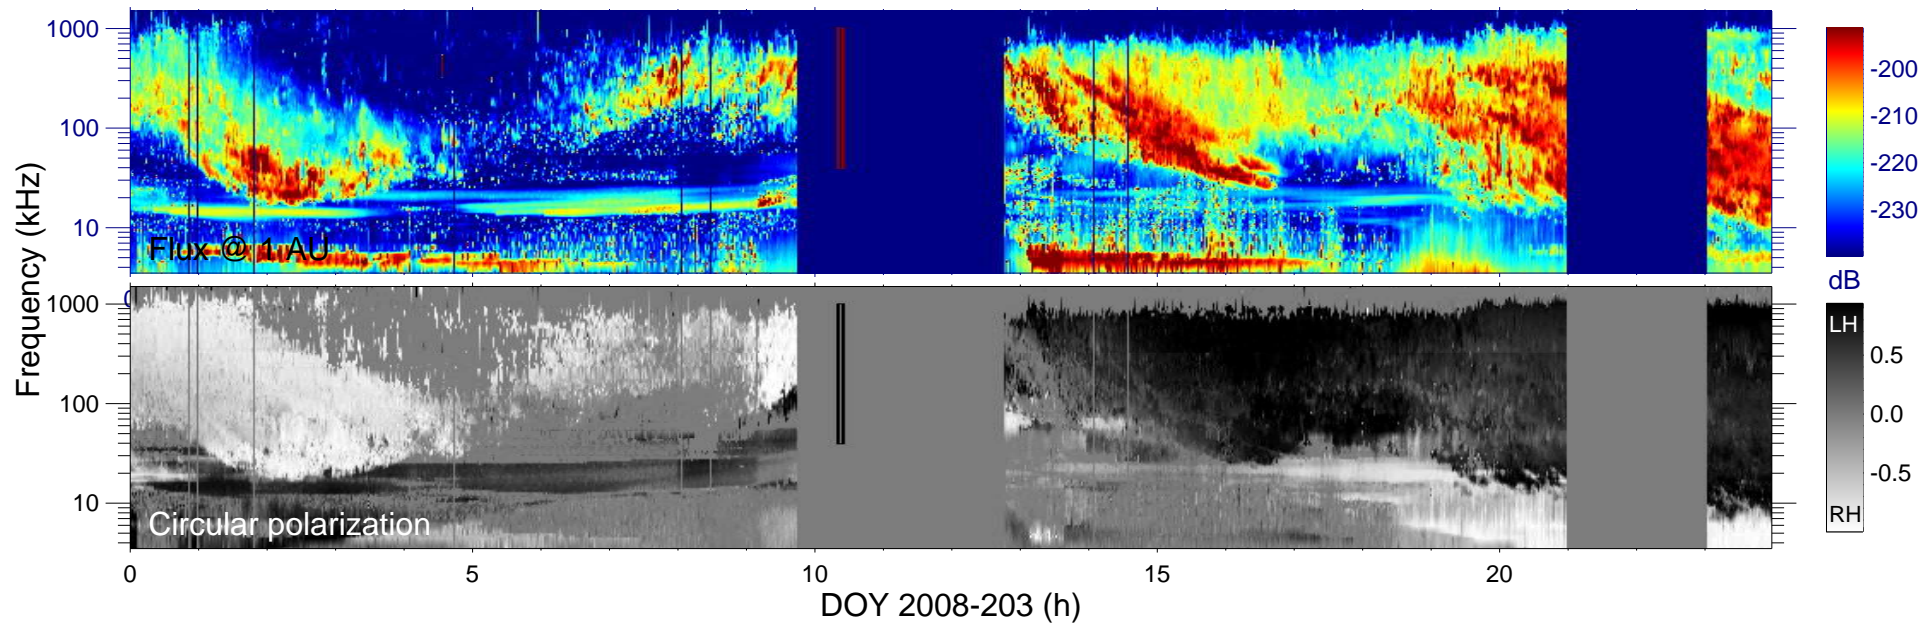 1000
100
10
Flux @ 1 AU
-200
-210
-220
-230
dB
Frequency (kHz)
0
1000
100
10
Circular polarization
LH
0.5
0.0
-0.5
RH
0
5
10
15
20
DOY 2008-203 (h)